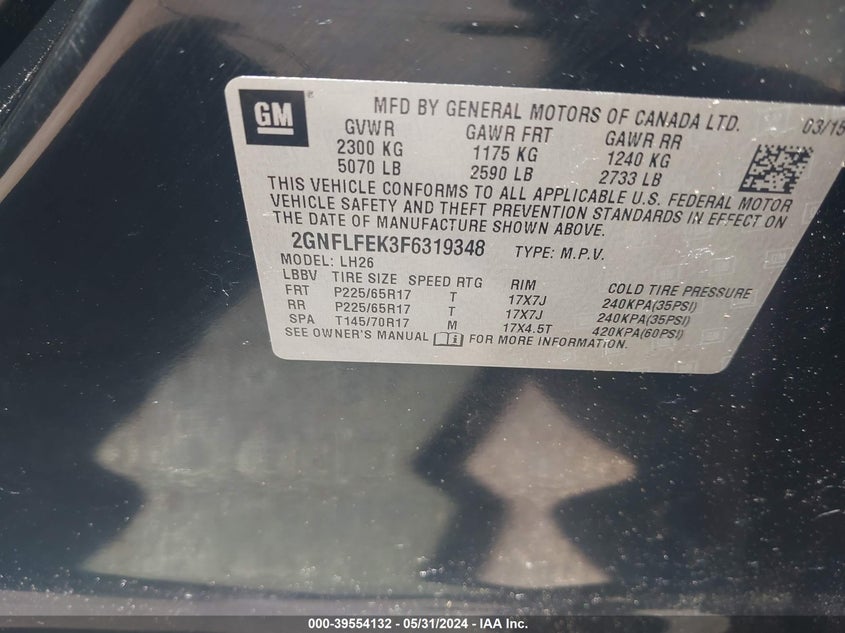 GM
MFD BY GENERAL MOTORS OF CANADA LTD. 03/15
GVWR GAWR FRT GAWR RR
2300 KG 1175 KG 1240 KG
5070 LB 2590 LB 2733 LB
THIS VEHICLE CONFORMS TO ALL APPLICABLE U.S. FEDERAL MOTOR
VEHICLE SAFETY AND THEFT PREVENTION STANDARDS IN EFFECT ON
THE DATE OF MANUFACTURE SHOWN ABOVE.
2GNFLFEK3F6319348 TYPE: M.P.V.
MODEL: LH26
LBBV TIRE SIZE SPEED RTG RIM COLD TIRE PRESSURE
FRT P225/65R17 T 17X7J 240KPA(35PSI)
RR P225/65R17 T 17X7J 240KPA(35PSI)
SPA T145/70R17 M 17X4.5T 420KPA(60PSI)
SEE OWNER'S MANUAL FOR MORE INFORMATION.
000-39554132 - 05/31/2024 - IAA Inc.